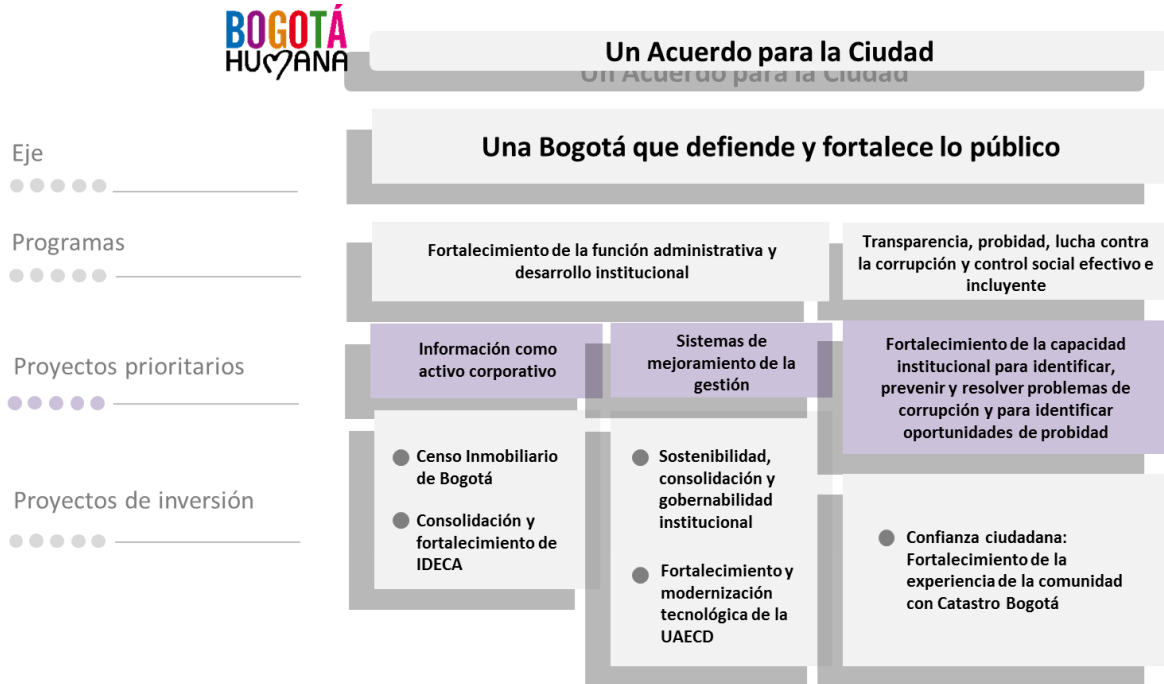 BOGOTÁ
HUMANA
Un Acuerdo para la Ciudad
Un Acuerdo para la Ciudad
Eje
Una Bogotá que defiende y fortalece lo público
Programas
Fortalecimiento de la función administrativa y
desarrollo institucional
Transparencia, probidad, lucha contra
la corrupción y control social efectivo e
incluyente
Proyectos prioritarios
Información como
activo corporativo
Sistemas de
mejoramiento de la
gestión
Fortalecimiento de la capacidad
institucional para identificar,
prevenir y resolver problemas de
corrupción y para identificar
oportunidades de probidad
Proyectos de inversión
Censo Inmobiliario
de Bogotá
Consolidación y
fortalecimiento de
IDECA
Sostenibilidad,
consolidación y
gobernabilidad
institucional
Fortalecimiento y
modernización
tecnológica de la
UAECD
Confianza ciudadana:
Fortalecimiento de la
experiencia de la comunidad
con Catastro Bogotá